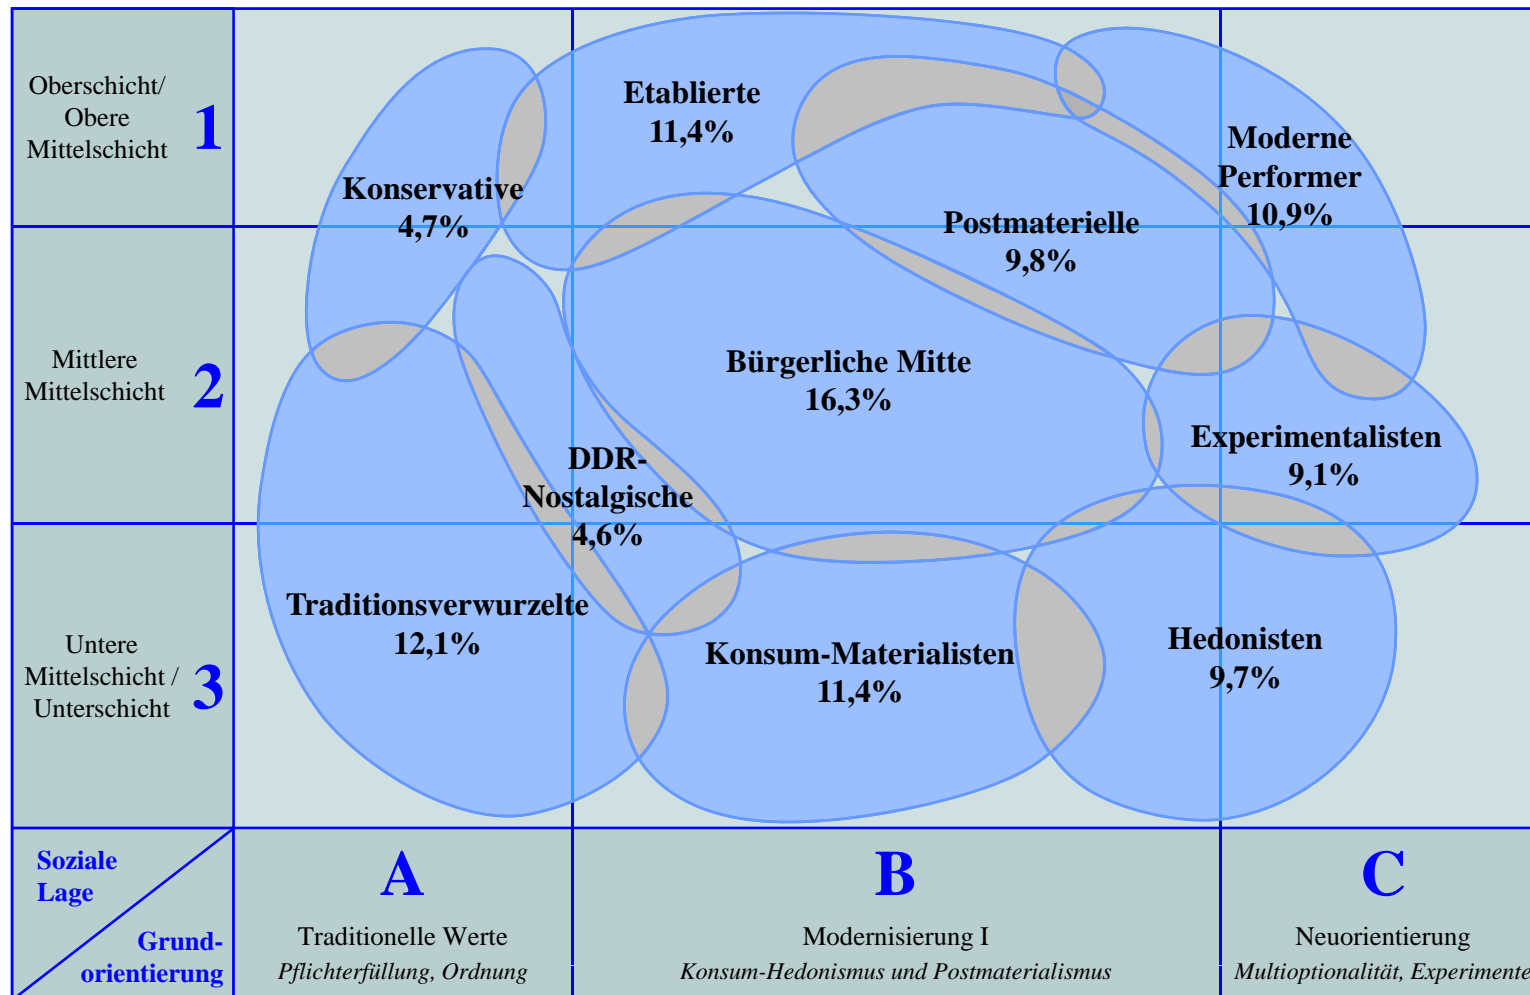 Oberschicht/
Obere
Mittelschicht
1
Etablierte
11,4%
Moderne
Performer
10,9%
Konservative
4,7%
Postmaterielle
9,8%
Mittlere
Mittelschicht
2
Bürgerliche Mitte
16,3%
Experimentalisten
9,1%
DDR-
Nostalgische
4,6%
Untere
Mittelschicht /
Unterschicht
3
Traditionsverwurzelte
12,1%
Konsum-Materialisten
11,4%
Hedonisten
9,7%
Soziale
Lage
Grund-
orientierung
A
Traditionelle Werte
Pflichterfüllung, Ordnung
B
Modernisierung I
Konsum-Hedonismus und Postmaterialismus
C
Neuorientierung
Multioptionalität, Experimente